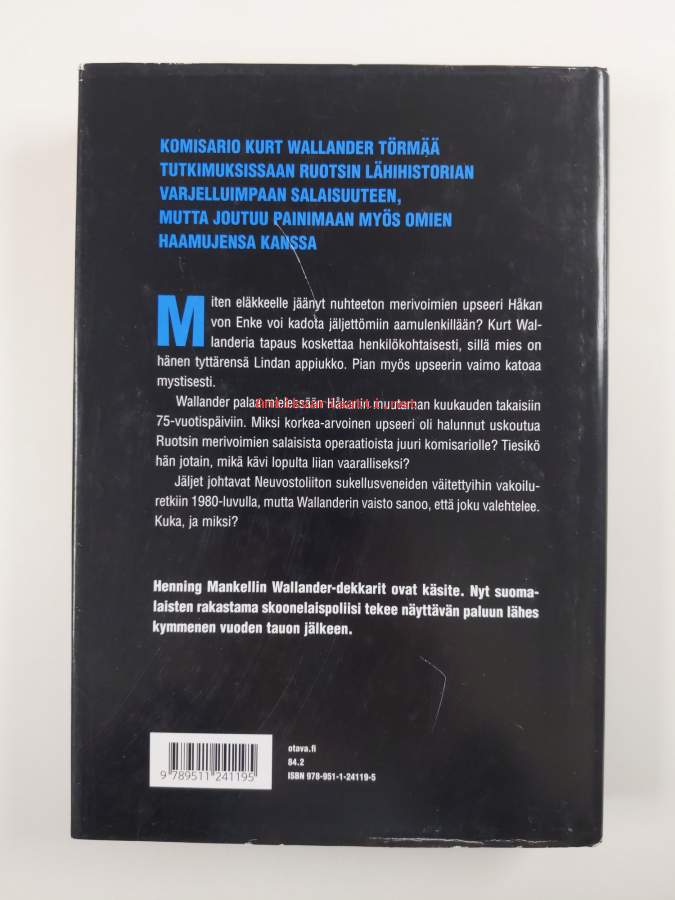 KOMISARIO KURT WALLANDER TÖRMÄÄ
TUTKIMUKSISSAAN RUOTSIN LÄHIHISTORIAN
VARJELLUIMPAAN SALAISUUTEEN,
MUTTA JOUTUU PAINIMAAN MYÖS OMIEN
HAAMUJENSA KANSSA
Miten eläkkeelle jäänyt nuhteeton merivoimien upseeri Håkan
von Enke voi kadota jäljettömiin aamulenkillään? Kurt Wal-
landeria tapaus koskettaa henkilökohtaisesti, sillä mies on
hänen tyttärensä Lindan appiukko. Pian myös upseerin vaimo katoaa
mystisesti.
Wallander palaa mielessään Håkanin muutaman kuukauden takaisiin
75-vuotispäiviin. Miksi korkea-arvoinen upseeri oli halunnut uskoutua
Ruotsin merivoimien salaisista operaatioista juuri komisariolle? Tiesikö
hän jotain, mikä kävi lopulta liian vaaralliseksi?
Jäljet johtavat Neuvostoliiton sukellusveneiden väitettyihin vakoilu-
retkiin 1980-luvulla, mutta Wallanderin vaisto sanoo, että joku valehtelee.
Kuka, ja miksi?
Henning Mankellin Wallander-dekkarit ovat käsite. Nyt suoma-
laisten rakastama skoonelaispoliisi tekee näyttävän paluun lähes
kymmenen vuoden tauon jälkeen.
otava.fi
84.2
ISBN 978-951-1-24119-5
9 789511 241195